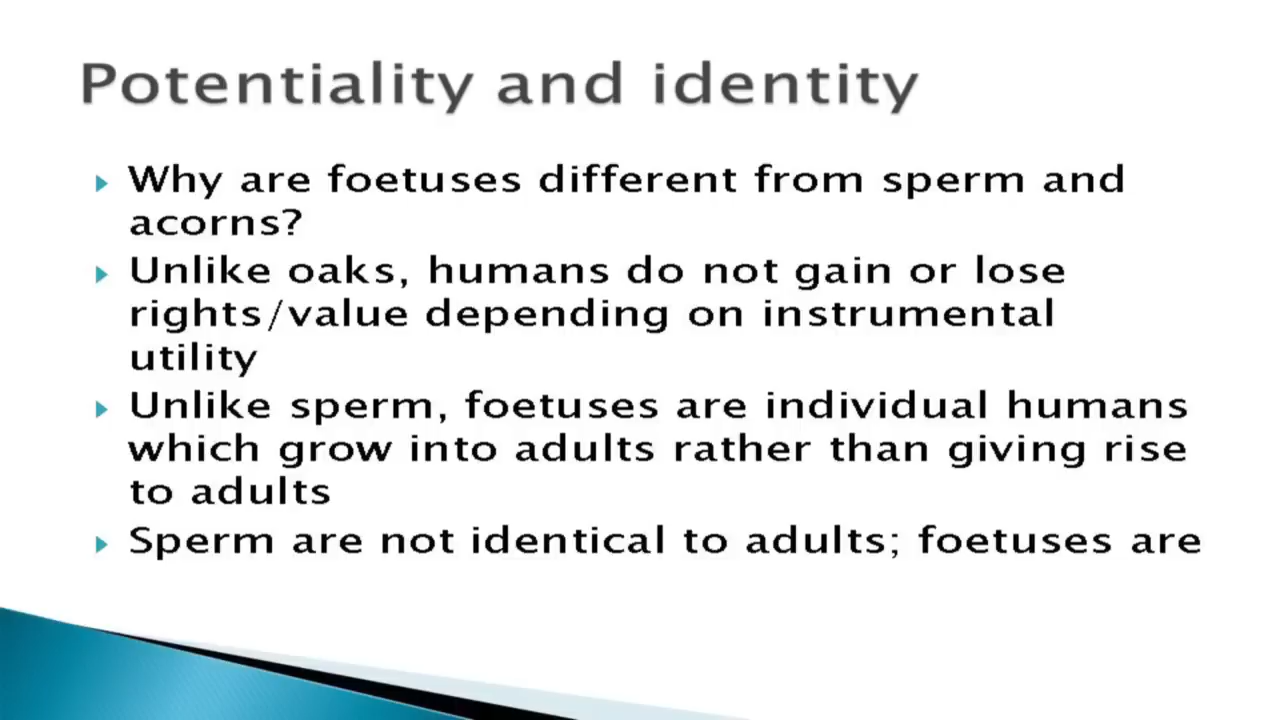 Potentiality and identity
Why are foetuses different from sperm and
acorns?
Unlike oaks, humans do not gain or lose
rights/value depending on instrumental
utility
Unlike sperm, foetuses are individual humans
which grow into adults rather than giving rise
to adults
Sperm are not identical to adults; foetuses are